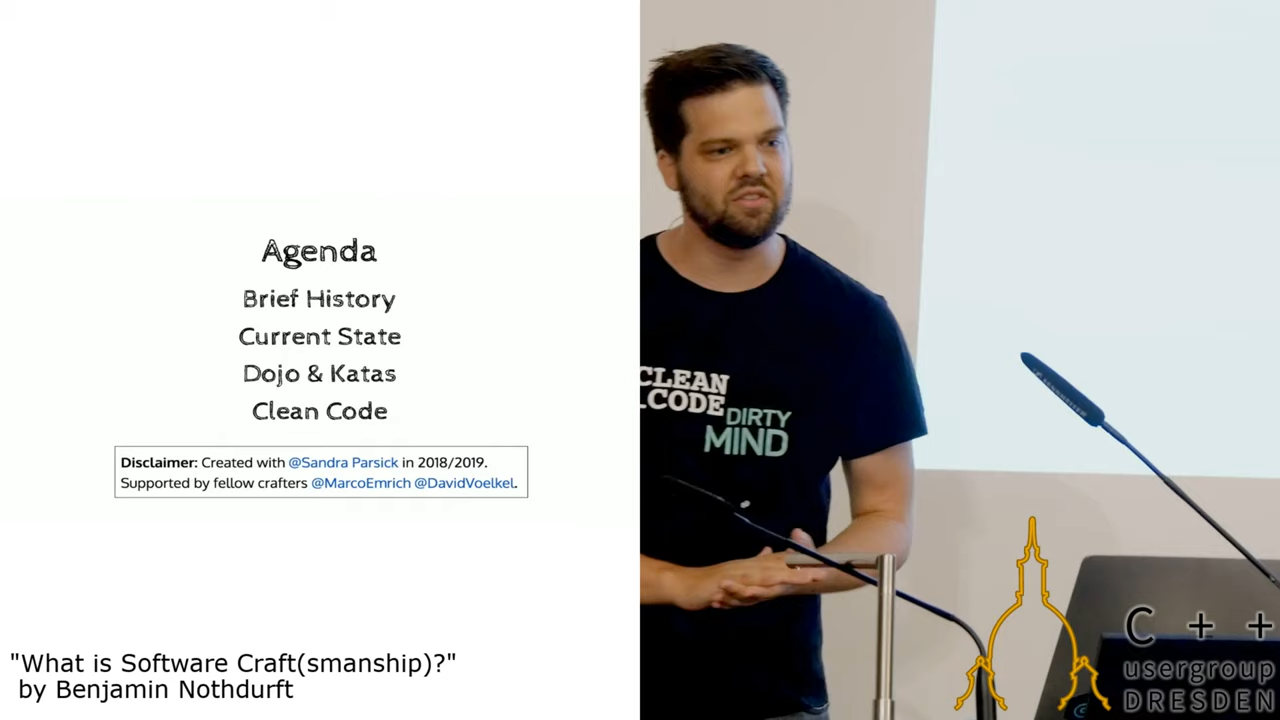 Agenda
Brief History
Current State
Dojo & Katas
Clean Code
Disclaimer: Created with @Sandra Parsick in 2018/2019.
Supported by fellow crafters @MarcoEmrich @DavidVoelkel.
"What is Software Craft(smanship)?"
by Benjamin Nothdurft
CLEAN
CODE
DIRTY
MIND
C++
usergroup
DRESDEN